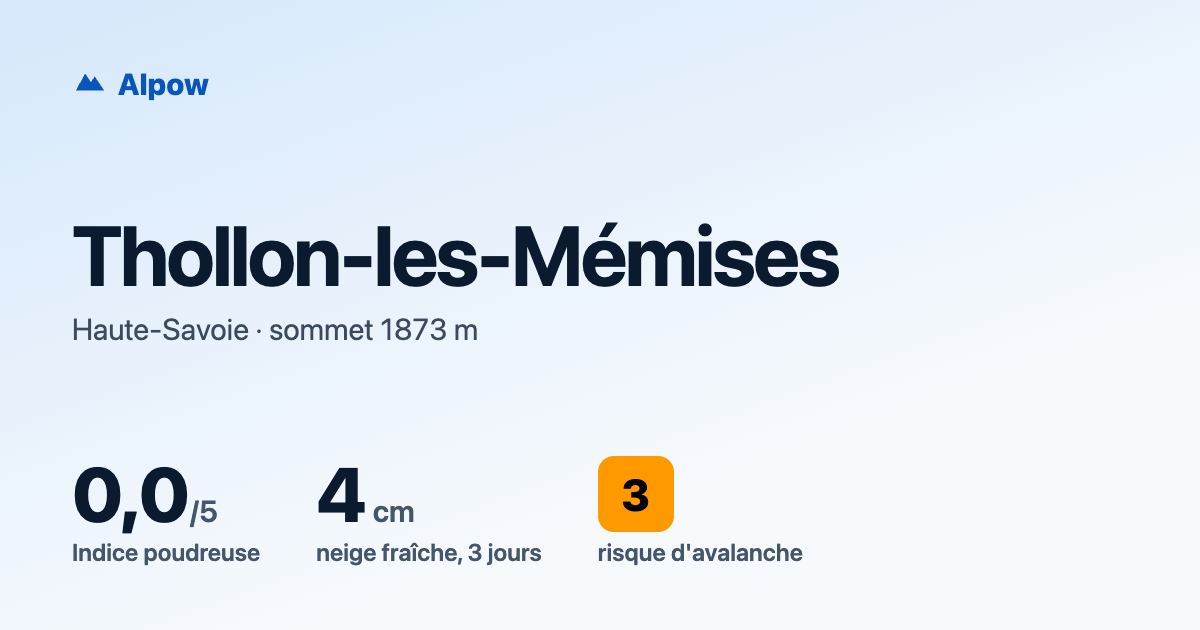 Alpow
Thollon-les-Mémises
Haute-Savoie · sommet 1873 m
0,0/5
Indice poudreuse
4 cm
neige fraîche, 3 jours
3
risque d'avalanche